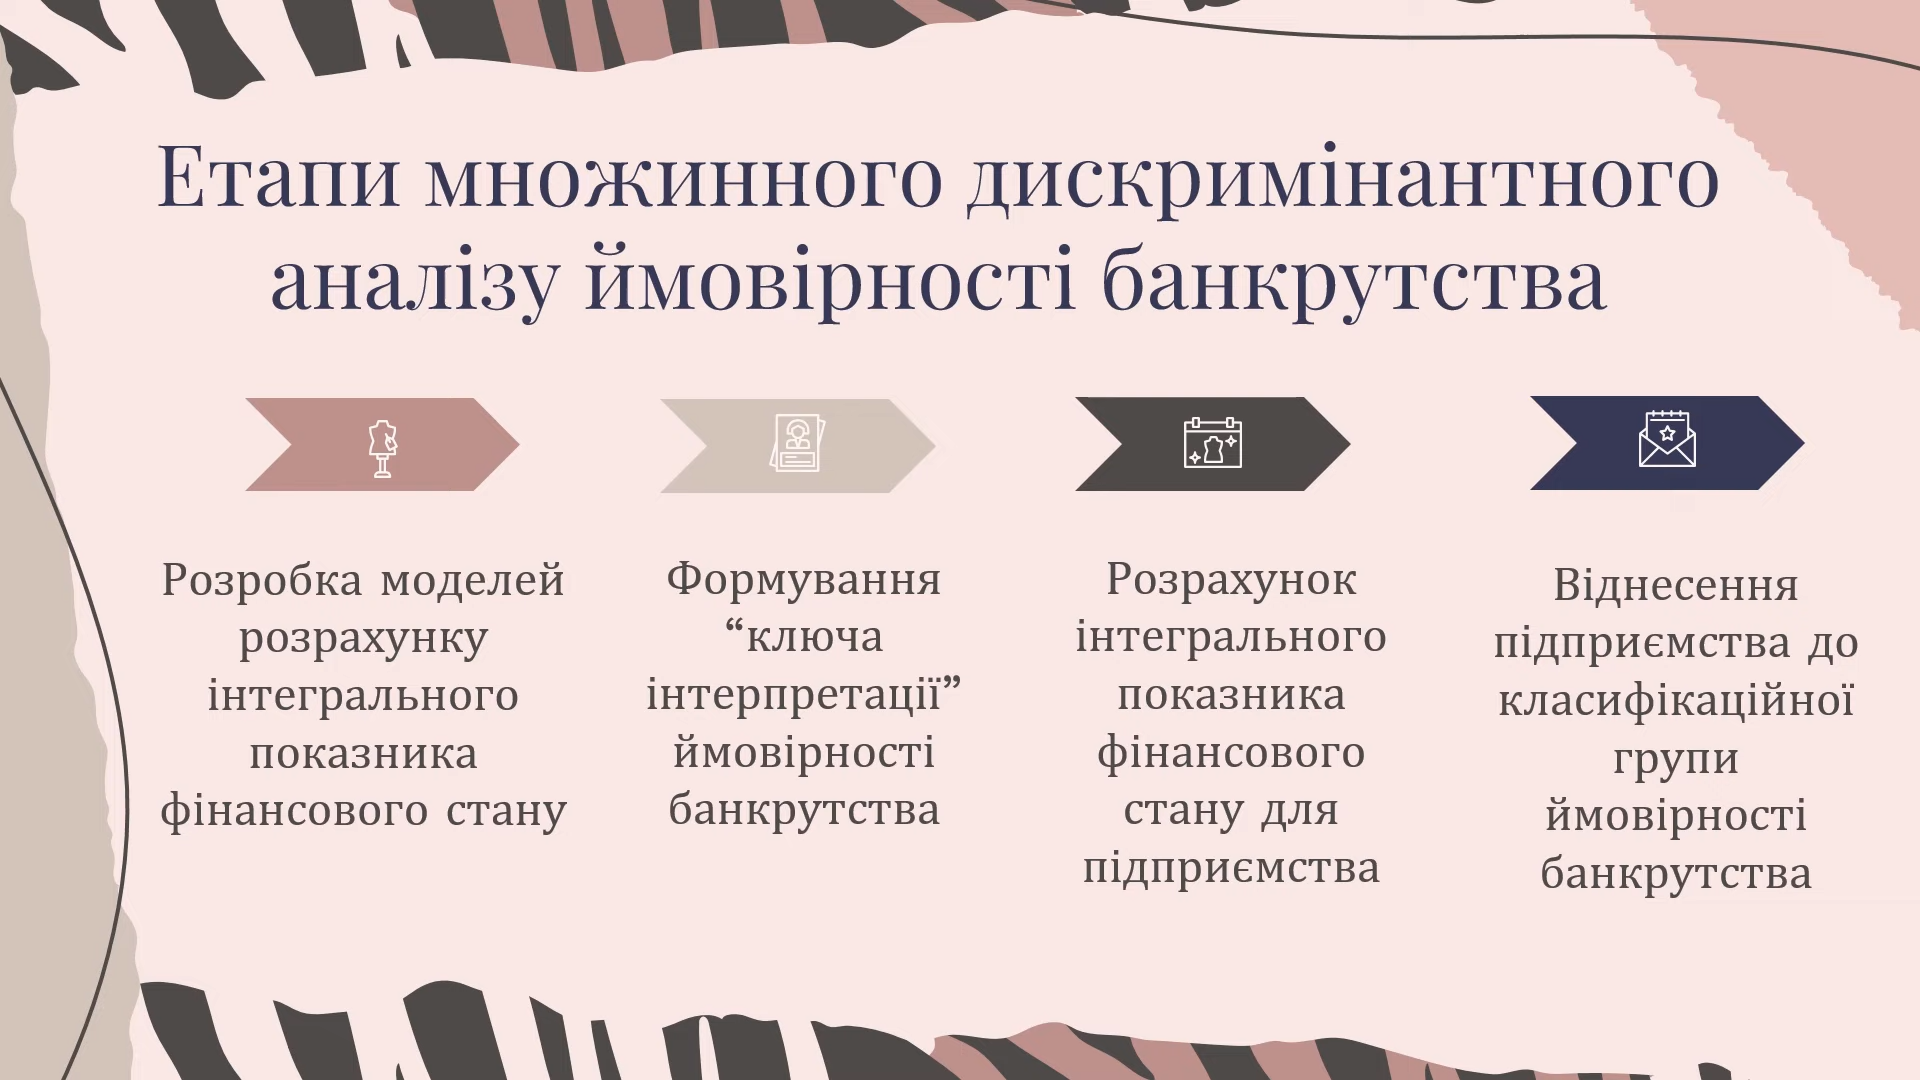 Етапи множинного дискримінантного
аналізу ймовірності банкрутства
Розробка моделей
розрахунку
інтегрального
показника
фінансового стану
Формування
“ключа
інтерпретації”
ймовірності
банкрутства
Розрахунок
інтегрального
показника
фінансового
стану для
підприємства
Віднесення
підприємства до
класифікаційної
групи
ймовірності
банкрутства